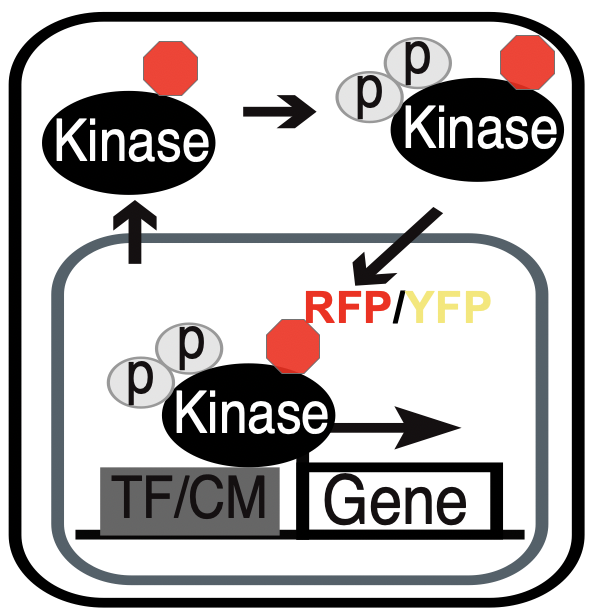 p
p
Kinase
Kinase
RFP/YFP
p
p
Kinase
TF/CM
Gene